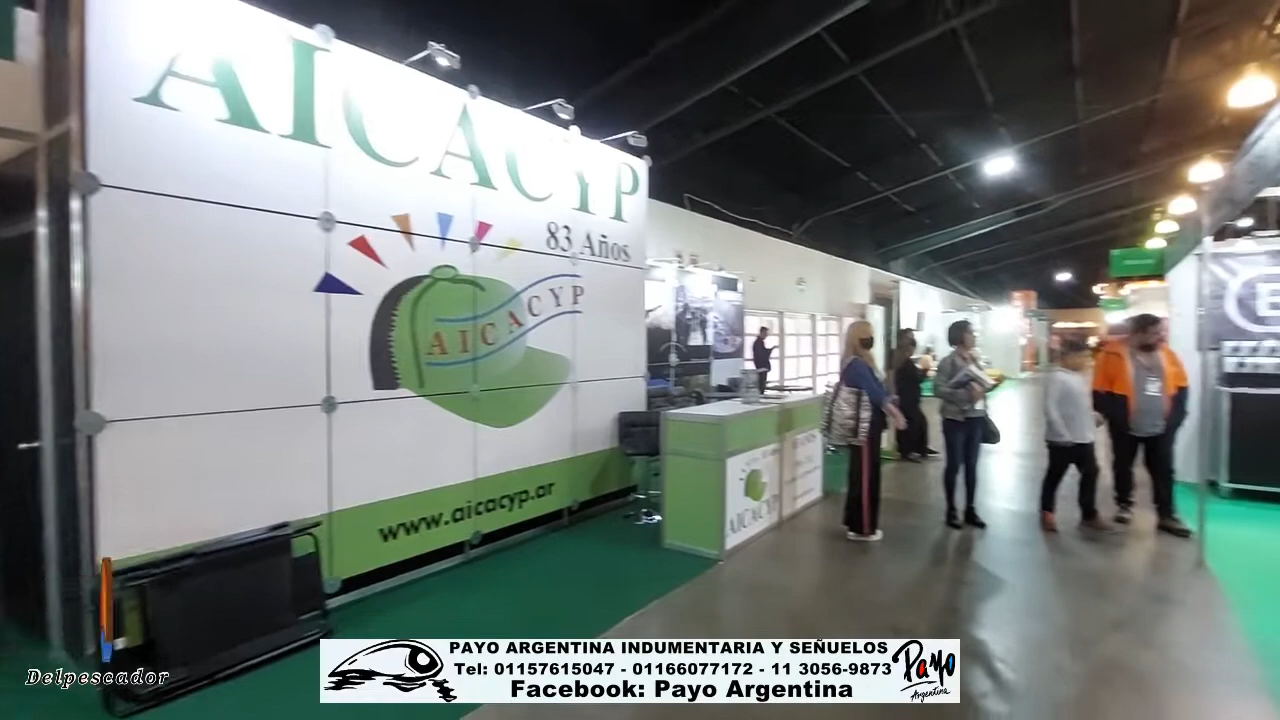 AICACYP
83 Años
AICACYP
www.aicacyp.ar
AICACYP
Delpescador
PAYO ARGENTINA INDUMENTARIA Y SEÑUELOS
Tel: 01157615047 - 01166077172 - 11 3056-9873
Facebook: Payo Argentina
PAYO
Argentina